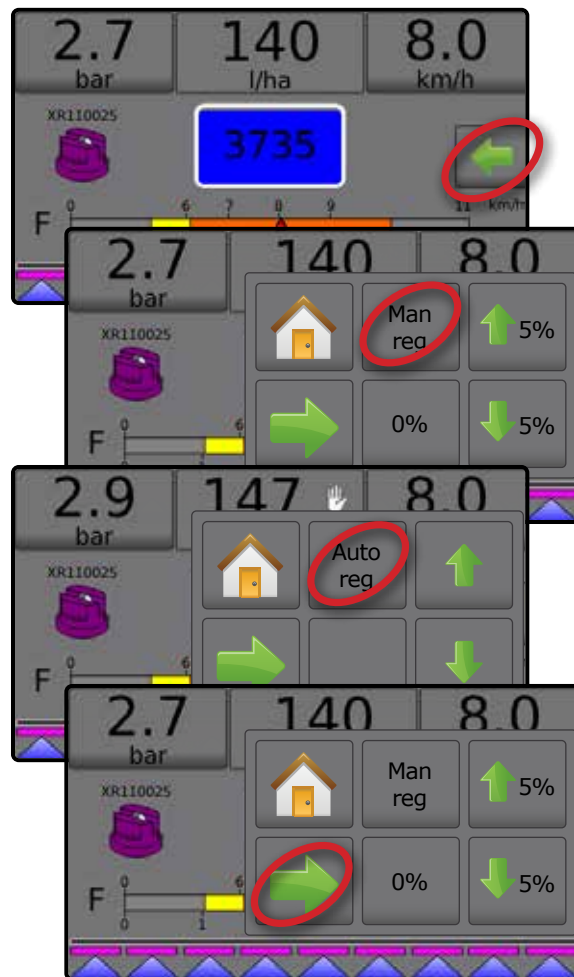 2.7 140 8.0
bar l/ha km/h
XR110025
3735
F 0 6 7 8 9 11 km/h
2.7 140 8.0
bar
XR110025
Man reg
5%
F 0 6
0% 5%
1
2.9 147 8.0
bar
XR110025
Auto reg
F 0 6
2.7 140 8.0
bar
XR110025
Man reg
5%
F 0 6
0% 5%
0 1